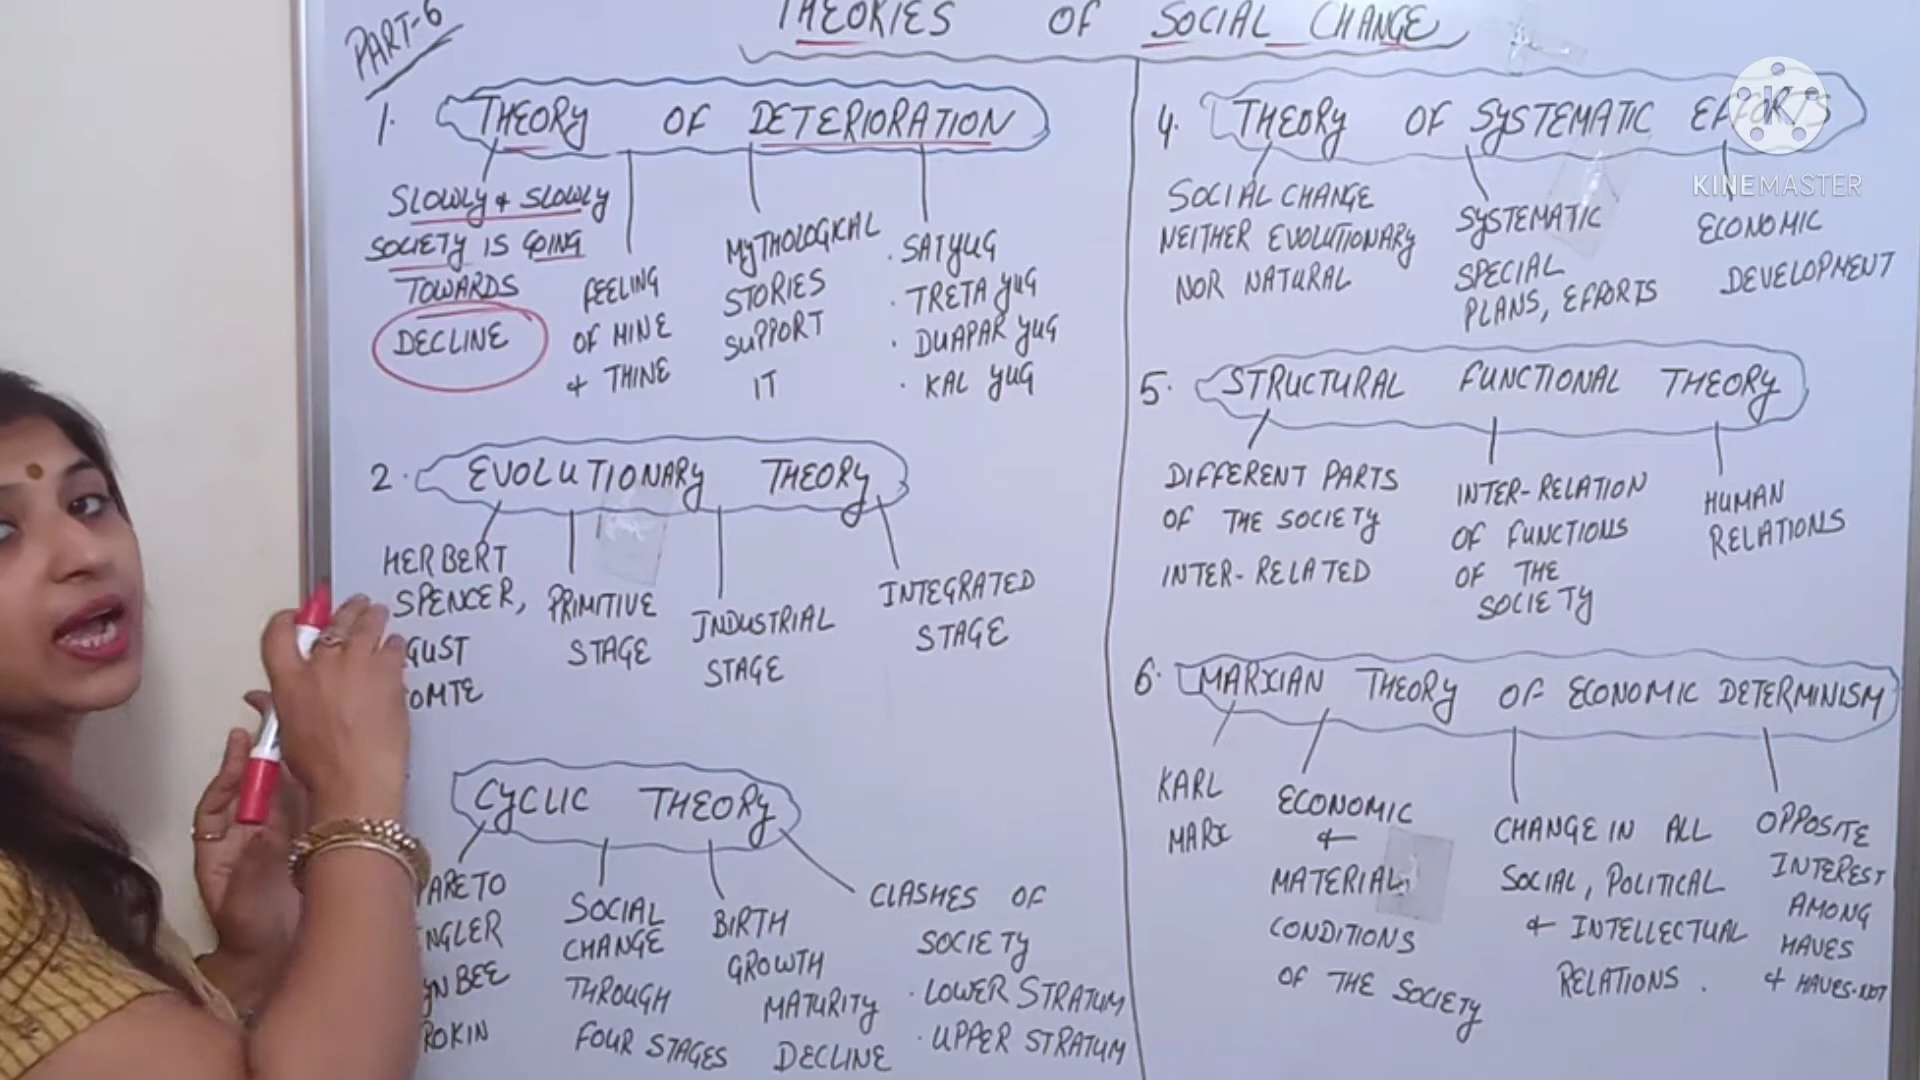 PART-6
THEORIES OF SOCIAL CHANGE
1. THEORY OF DETERIORATION
SLOWLY & SLOWLY
SOCIETY IS GOING
TOWARDS
DECLINE
FEELING
OF MINE
& THINE
MYTHOLOGICAL
STORIES
SUPPORT
IT
. SATYUG
. TRETA YUG
. DUAPAR YUG
. KAL YUG
2. EVOLUTIONARY THEORY
HERBERT
SPENCER,
GUST
OMTE
PRIMITIVE
STAGE
INDUSTRIAL
STAGE
INTEGRATED
STAGE
CYCLIC THEORY
PARETO
NGLER
YNBEE
ROKIN
SOCIAL
CHANGE
THROUGH
FOUR STAGES
BIRTH
GROWTH
MATURITY
DECLINE
CLASHES OF
SOCIETY
. LOWER STRATUM
. UPPER STRATUM
4. THEORY OF SYSTEMATIC EFFORTS
SOCIAL CHANGE
NEITHER EVOLUTIONARY
NOR NATURAL
SYSTEMATIC
SPECIAL
PLANS, EFFORTS
ECONOMIC
DEVELOPMENT
5. STRUCTURAL FUNCTIONAL THEORY
DIFFERENT PARTS
OF THE SOCIETY
INTER-RELATED
INTER-RELATION
OF FUNCTIONS
OF THE
SOCIETY
HUMAN
RELATIONS
6. MARXIAN THEORY OF ECONOMIC DETERMINISM
KARL
MARX
ECONOMIC
&
MATERIAL
CONDITIONS
OF THE SOCIETY
CHANGE IN ALL
SOCIAL, POLITICAL
& INTELLECTUAL
RELATIONS.
OPPOSITE
INTEREST
AMONG
HAVES
& HAVES-NOT
K
KINEMASTER